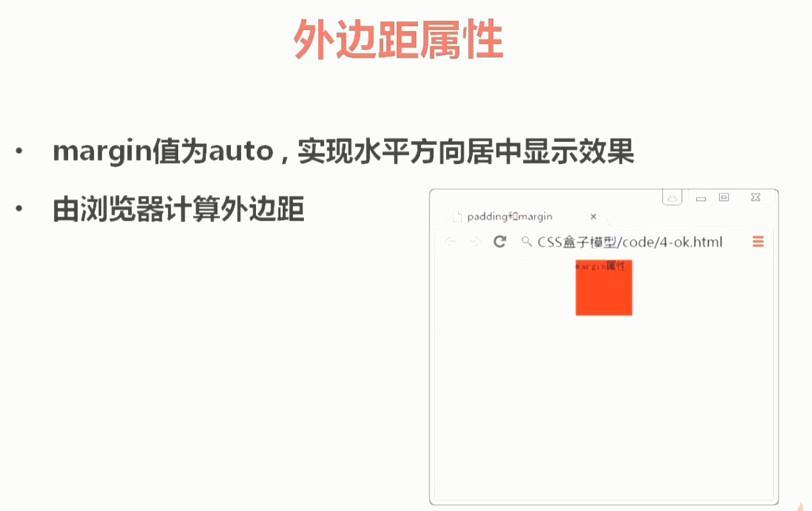 外边距属性
• margin值为auto，实现水平方向居中显示效果
• 由浏览器计算外边距
padding和margin
CSS盒子模型/code/4-ok.html
margin属性